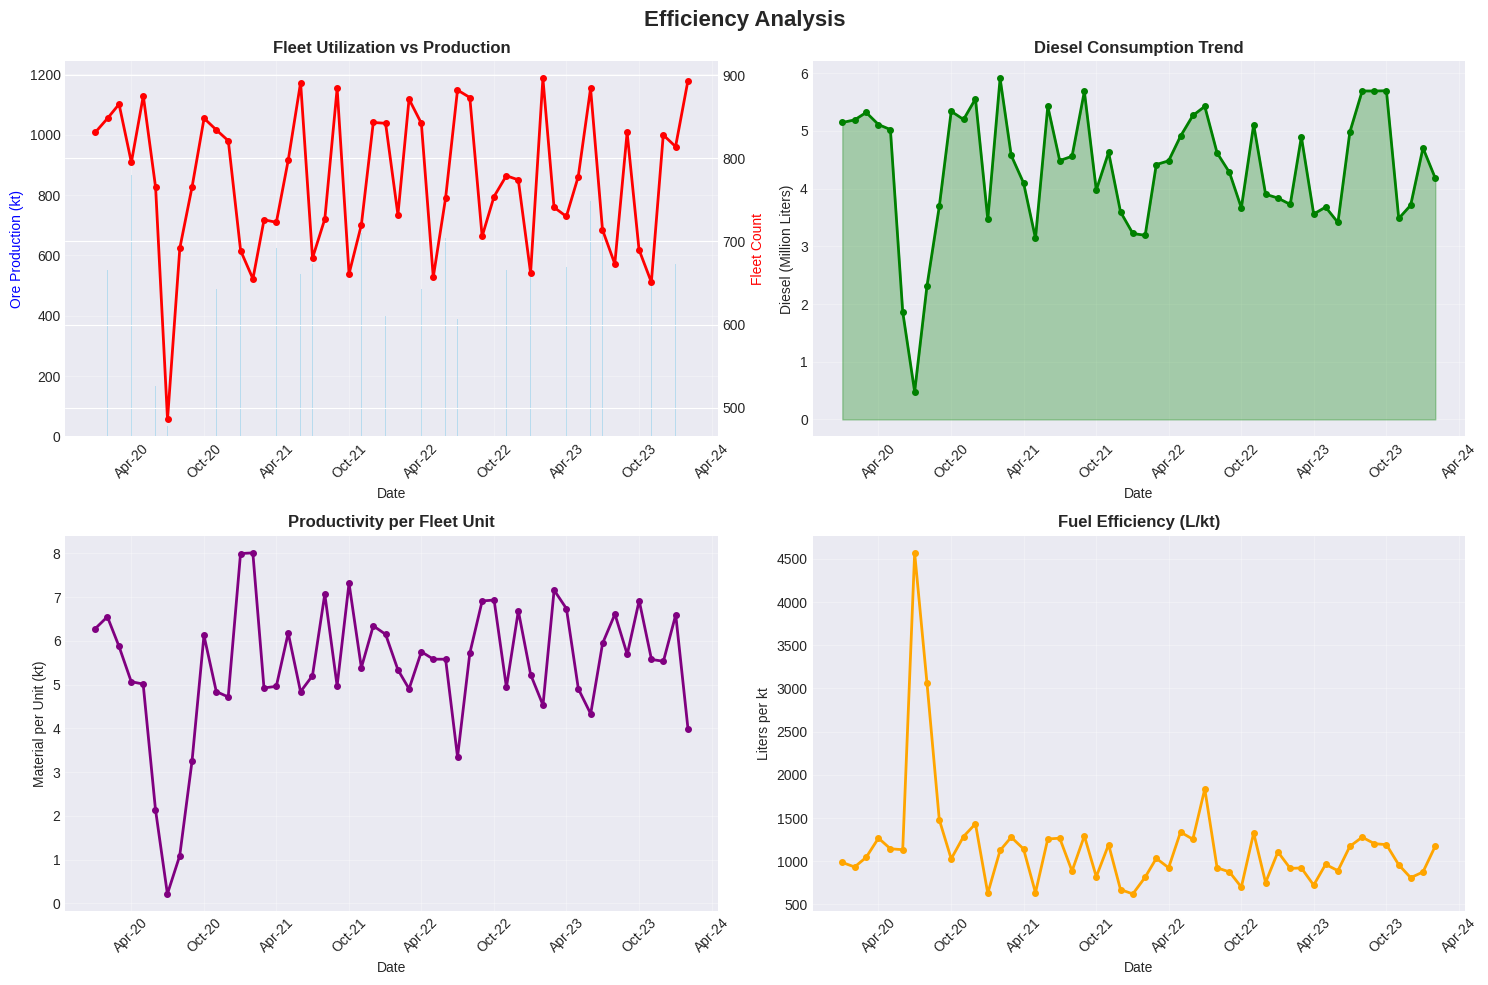 Efficiency Analysis
Fleet Utilization vs Production
Ore Production (kt)
1200
1000
800
600
400
200
0
900
800
700
600
500
Fleet Count
Apr-20 Oct-20 Apr-21 Oct-21 Apr-22 Oct-22 Apr-23 Oct-23 Apr-24
Date
Diesel Consumption Trend
Diesel (Million Liters)
6
5
4
3
2
1
0
Apr-20 Oct-20 Apr-21 Oct-21 Apr-22 Oct-22 Apr-23 Oct-23 Apr-24
Date
Productivity per Fleet Unit
Material per Unit (kt)
8
7
6
5
4
3
2
1
0
Apr-20 Oct-20 Apr-21 Oct-21 Apr-22 Oct-22 Apr-23 Oct-23 Apr-24
Date
Fuel Efficiency (L/kt)
Liters per kt
4500
4000
3500
3000
2500
2000
1500
1000
500
Apr-20 Oct-20 Apr-21 Oct-21 Apr-22 Oct-22 Apr-23 Oct-23 Apr-24
Date